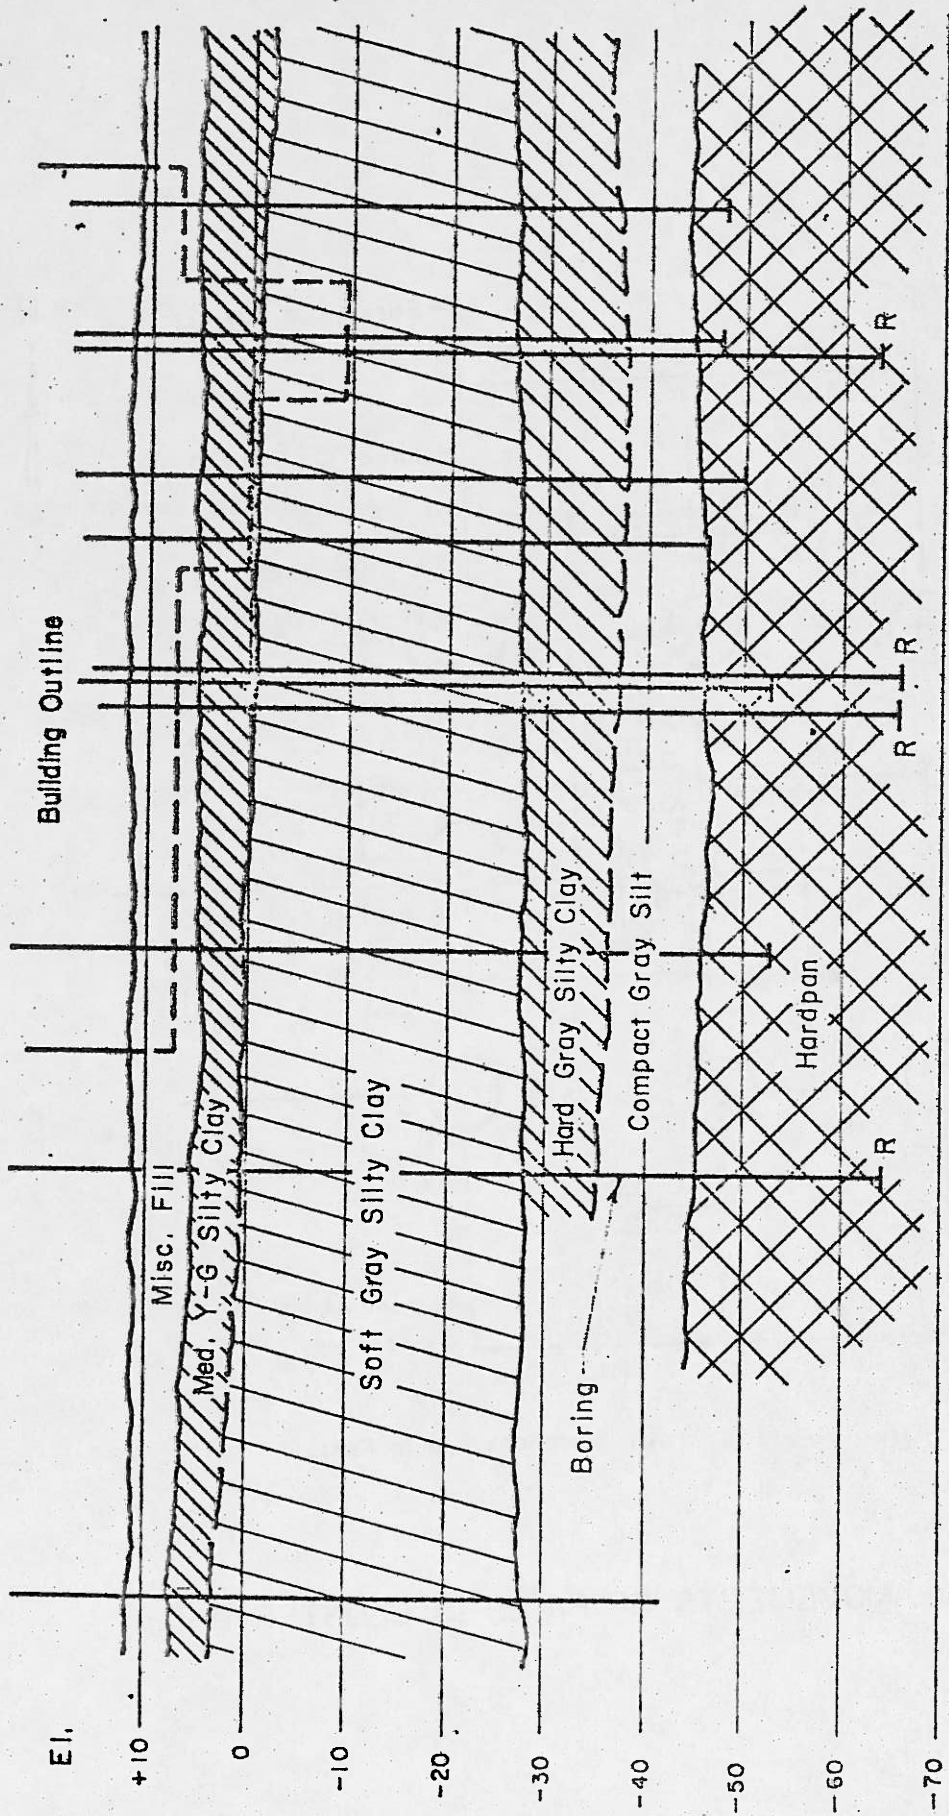 Building Outline
El.
+10
0
-10
-20
-30
-40
-50
-60
-70
Misc. Fill
Med. Y-G Silty Clay
Soft Gray Silty Clay
Hard Gray Silty Clay
Compact Gray Silt
Boring
Hardpan
R
R
R
R